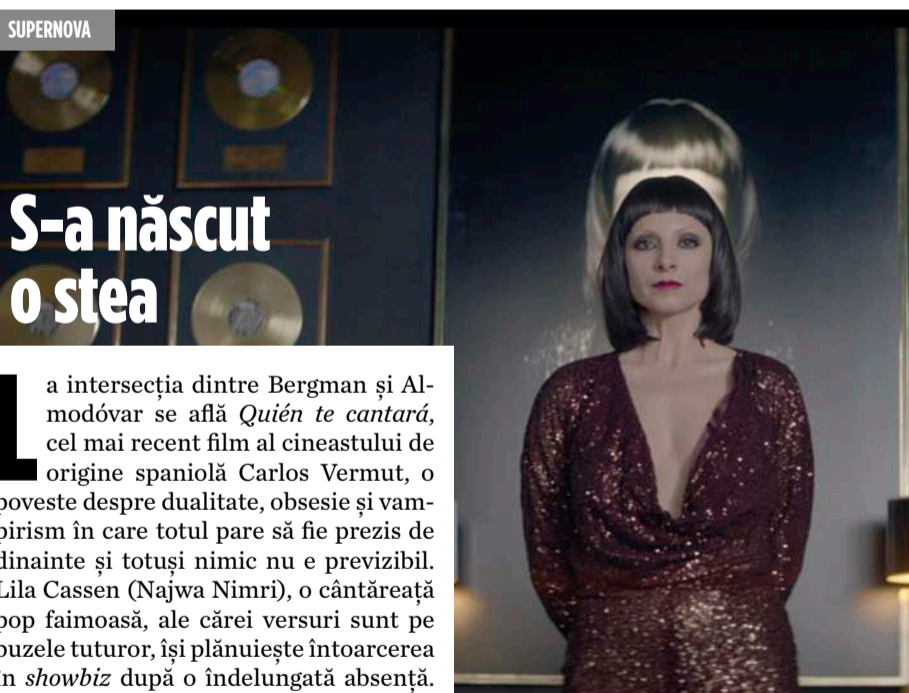 SUPERNOVA
S-a născut
o stea
La intersecția dintre Bergman și Al-
modóvar se află Quién te cantará,
cel mai recent film al cineastului de
origine spaniolă Carlos Vermut, o
poveste despre dualitate, obsesie și vam-
pirism în care totul pare să fie prezis de
dinainte și totuși nimic nu e previzibil.
Lila Cassen (Najwa Nimri), o cântăreață
pop faimoasă, ale cărei versuri sunt pe
buzele tuturor, își plănuiește întoarcerea
în showbiz după o îndelungată absență.